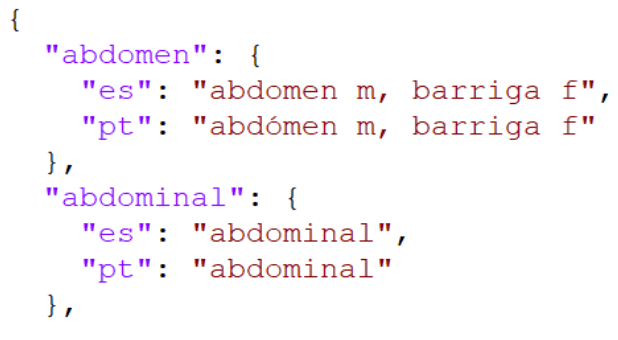 {
"abdomen": {
"es": "abdomen m, barriga f",
"pt": "abdómen m, barriga f"
},
"abdominal": {
"es": "abdominal",
"pt": "abdominal"
},